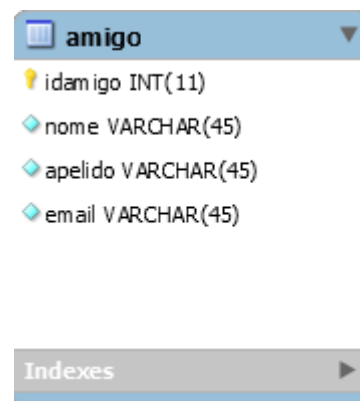 amigo
idamigo INT(11)
nome VARCHAR(45)
apelido VARCHAR(45)
email VARCHAR(45)
Indexes